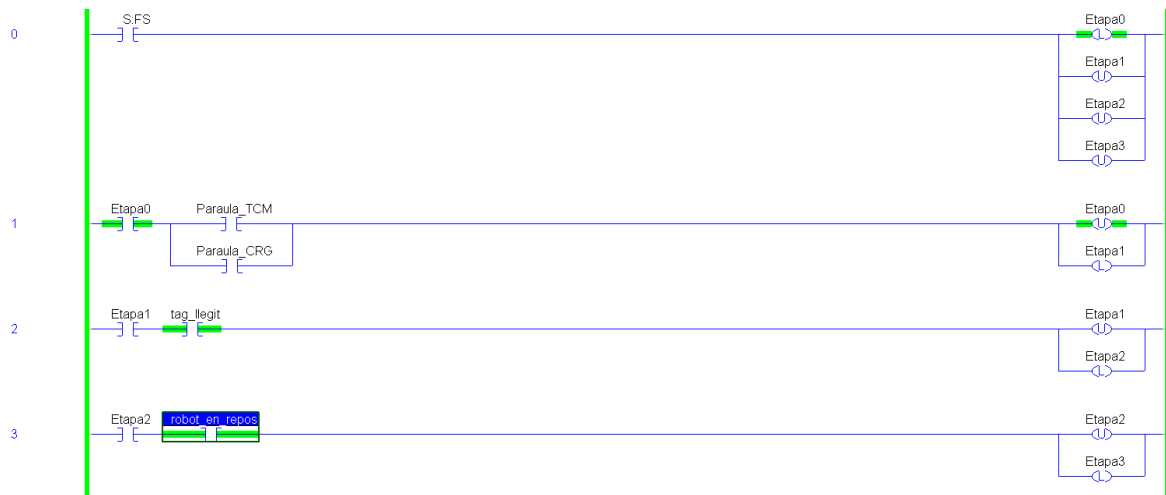 S:FS Etapa0
0 L
Etapa1
U
Etapa2
U
Etapa3
U
Etapa0 Paraula_TCM Etapa0
1 U
Paraula_CRG Etapa1
L
Etapa1 tag_llegit Etapa1
2 U
Etapa2
L
Etapa2 robot_en_repos Etapa2
3 U
Etapa3
L